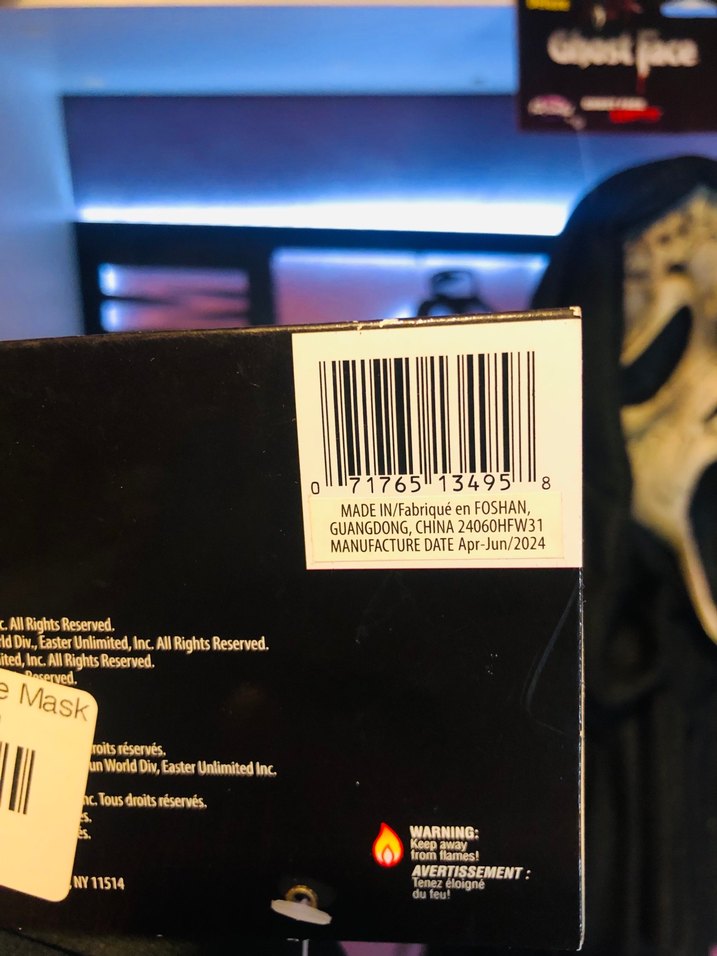 Ghost Face
0 71765 13495 8
MADE IN/Fabriqué en FOSHAN,
GUANGDONG, CHINA 24060HFW31
MANUFACTURE DATE Apr-Jun/2024
c. All Rights Reserved.
ld Div., Easter Unlimited, Inc. All Rights Reserved.
ited, Inc. All Rights Reserved.
Reserved.
e Mask
roits réservés.
un World Div, Easter Unlimited Inc.
nc. Tous droits réservés.
s.
és.
, NY 11514
WARNING:
Keep away
from flames!
AVERTISSEMENT :
Tenez éloigné
du feu!